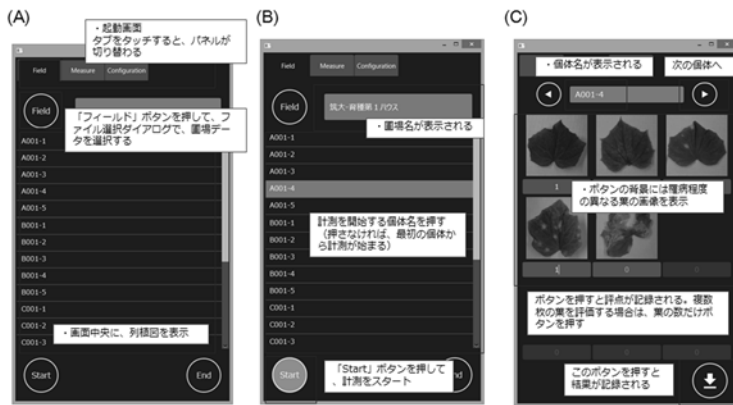 (A)
・起動画面
タブをタッチすると、パネルが
切り替わる
Field
Measure
Configuration
Field
「フィールド」ボタンを押して、フ
ァイル選択ダイアログで、圃場デー
タを選択する
A001-1
A001-2
A001-3
A001-4
A001-5
B001-1
B001-2
B001-3
B001-4
B001-5
C001-1
C001-2
C001-3
・画面中央に、列積図を表示
Start
End
(B)
Field
Measure
Configuration
Field
筑大-育種第1ハウス
・圃場名が表示される
A001-1
A001-2
A001-3
A001-4
A001-5
B001-1
B001-2
B001-3
B001-4
B001-5
C001-1
C001-2
C001-3
計測を開始する個体名を押す
(押さなければ、最初の個体か
ら計測が始まる)
Start
「Start」ボタンを押して
、計測をスタート
(C)
・個体名が表示される
次の個体へ
A001-4
1
・ボタンの背景には罹病程度
の異なる葉の画像を表示
1
0
0
ボタンを押すと評点が記録される。複数
枚の葉を評価する場合は、葉の数だけボ
タンを押す
このボタンを押すと
結果が記録される